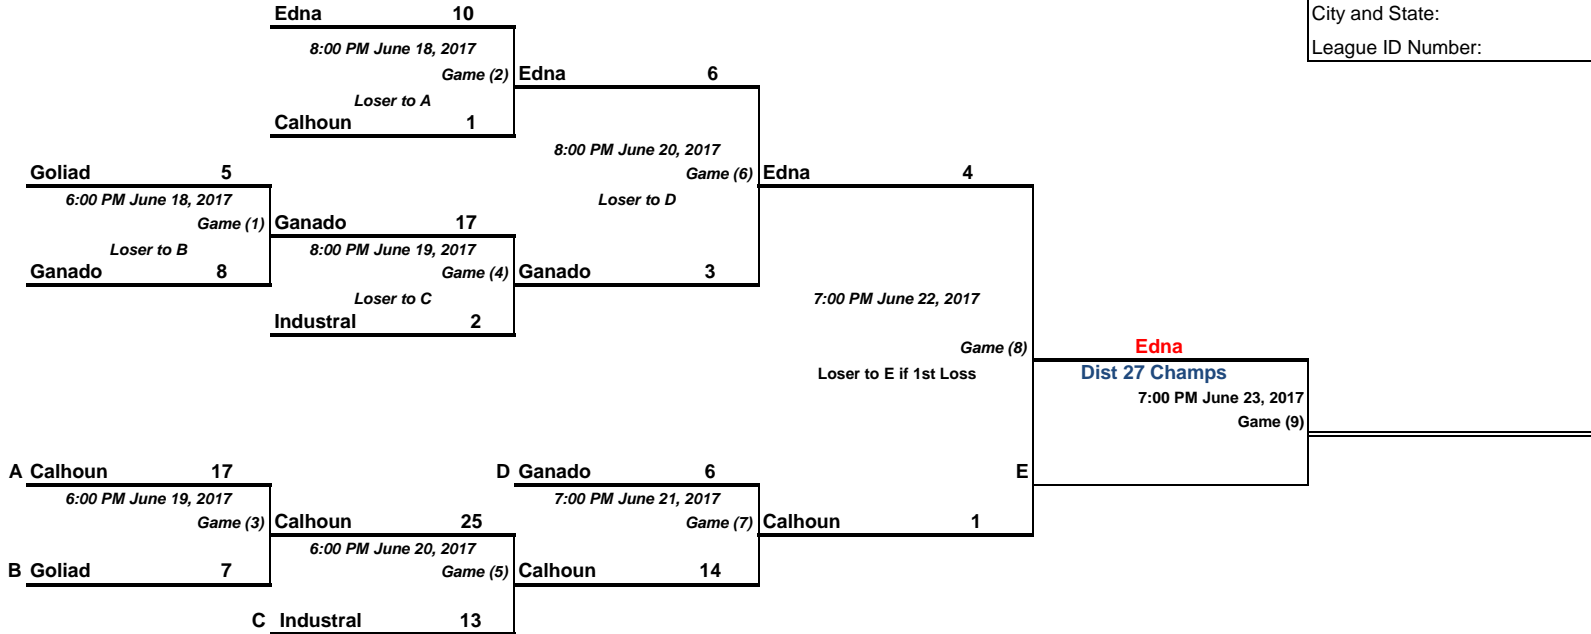 Edna 10
City and State:
8:00 PM June 18, 2017
League ID Number:
Game (2) Edna 6
Loser to A
Calhoun 1
8:00 PM June 20, 2017
Goliad 5
Game (6) Edna 4
6:00 PM June 18, 2017
Loser to D
Game (1) Ganado 17
Loser to B
8:00 PM June 19, 2017
Ganado 8
Game (4) Ganado 3
Loser to C
7:00 PM June 22, 2017
Industral 2
Game (8) Edna
Loser to E if 1st Loss
Dist 27 Champs
7:00 PM June 23, 2017
Game (9)
A Calhoun 17
D Ganado 6
E
6:00 PM June 19, 2017
7:00 PM June 21, 2017
Game (3) Calhoun 25
Game (7) Calhoun 1
6:00 PM June 20, 2017
B Goliad 7
Game (5) Calhoun 14
C Industral 13